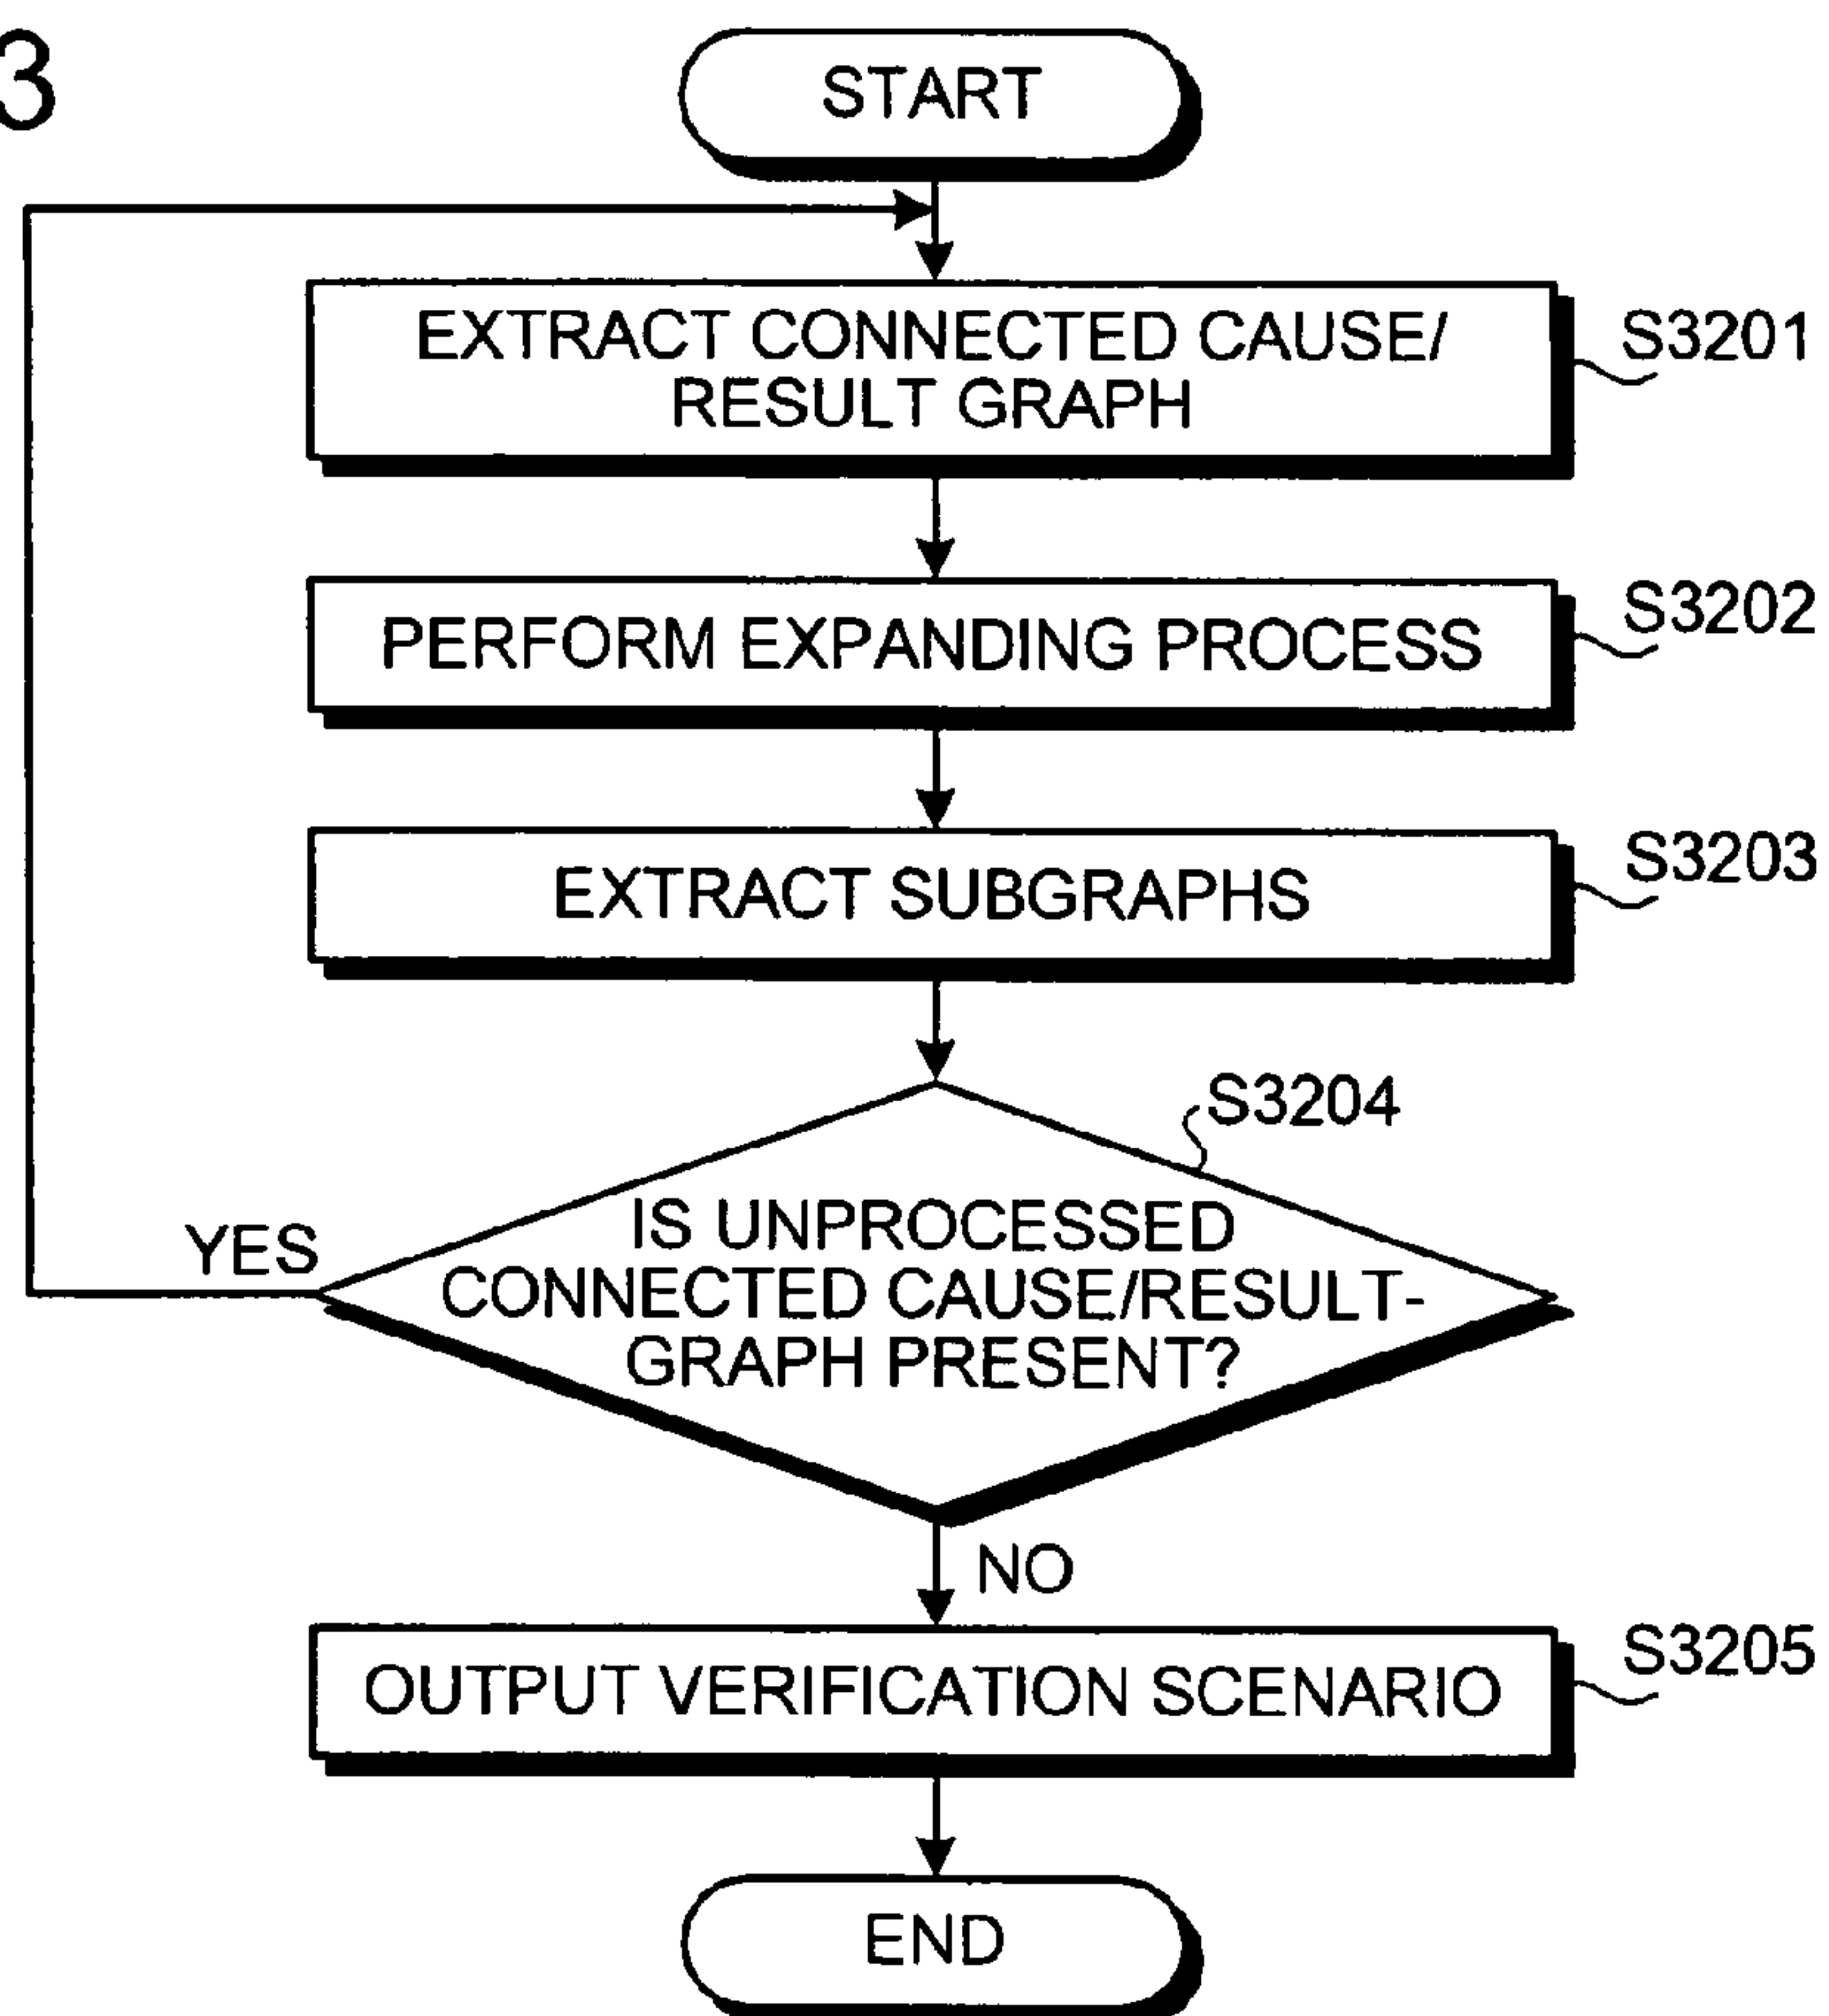 3
START
EXTRACT CONNECTED CAUSE/
RESULT GRAPH
S3201
PERFORM EXPANDING PROCESS
S3202
EXTRACT SUBGRAPHS
S3203
S3204
IS UNPROCESSED
CONNECTED CAUSE/RESULT-
GRAPH PRESENT?
YES
NO
OUTPUT VERIFICATION SCENARIO
S3205
END